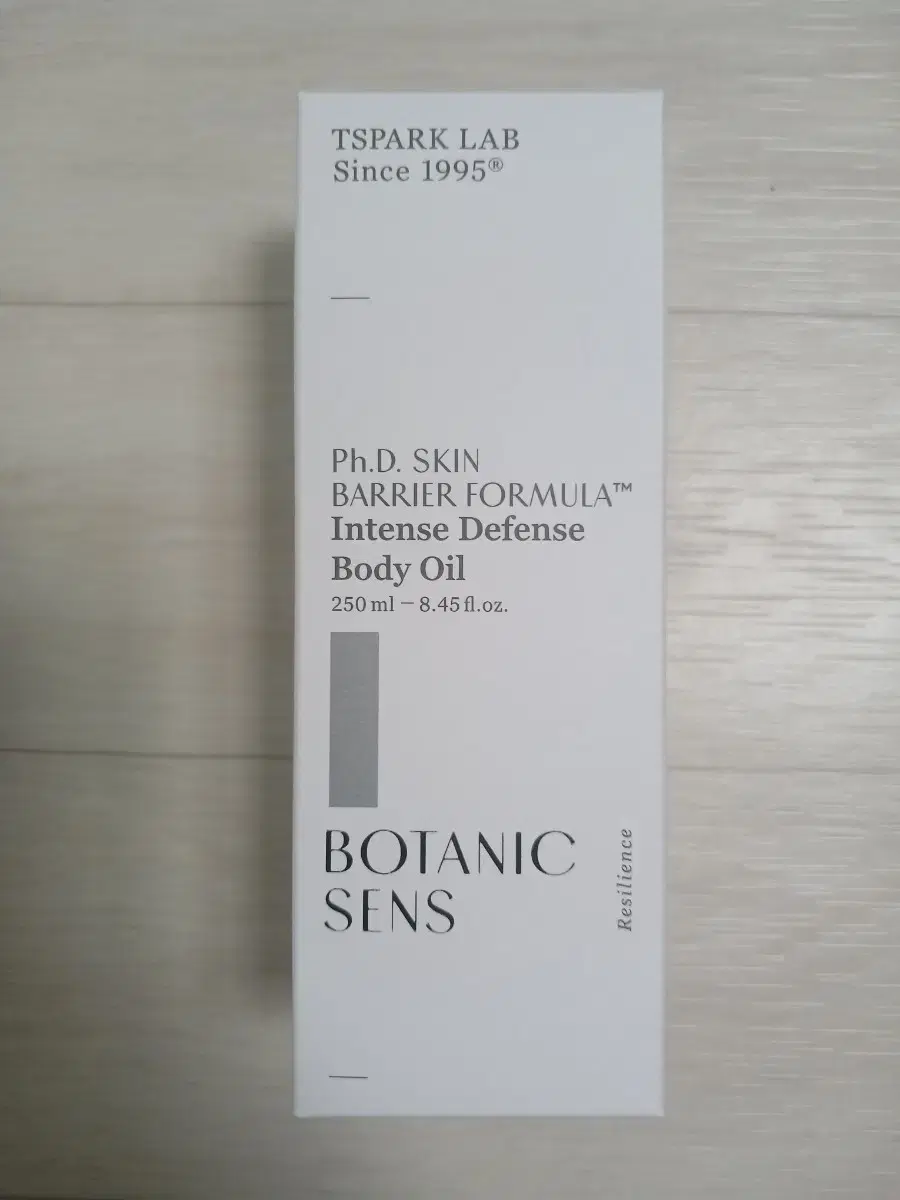 TSPARK LAB
Since 1995®
Ph.D. SKIN
BARRIER FORMULA™
Intense Defense
Body Oil
250 ml – 8.45 fl.oz.
BOTANIC
SENS
Resilience